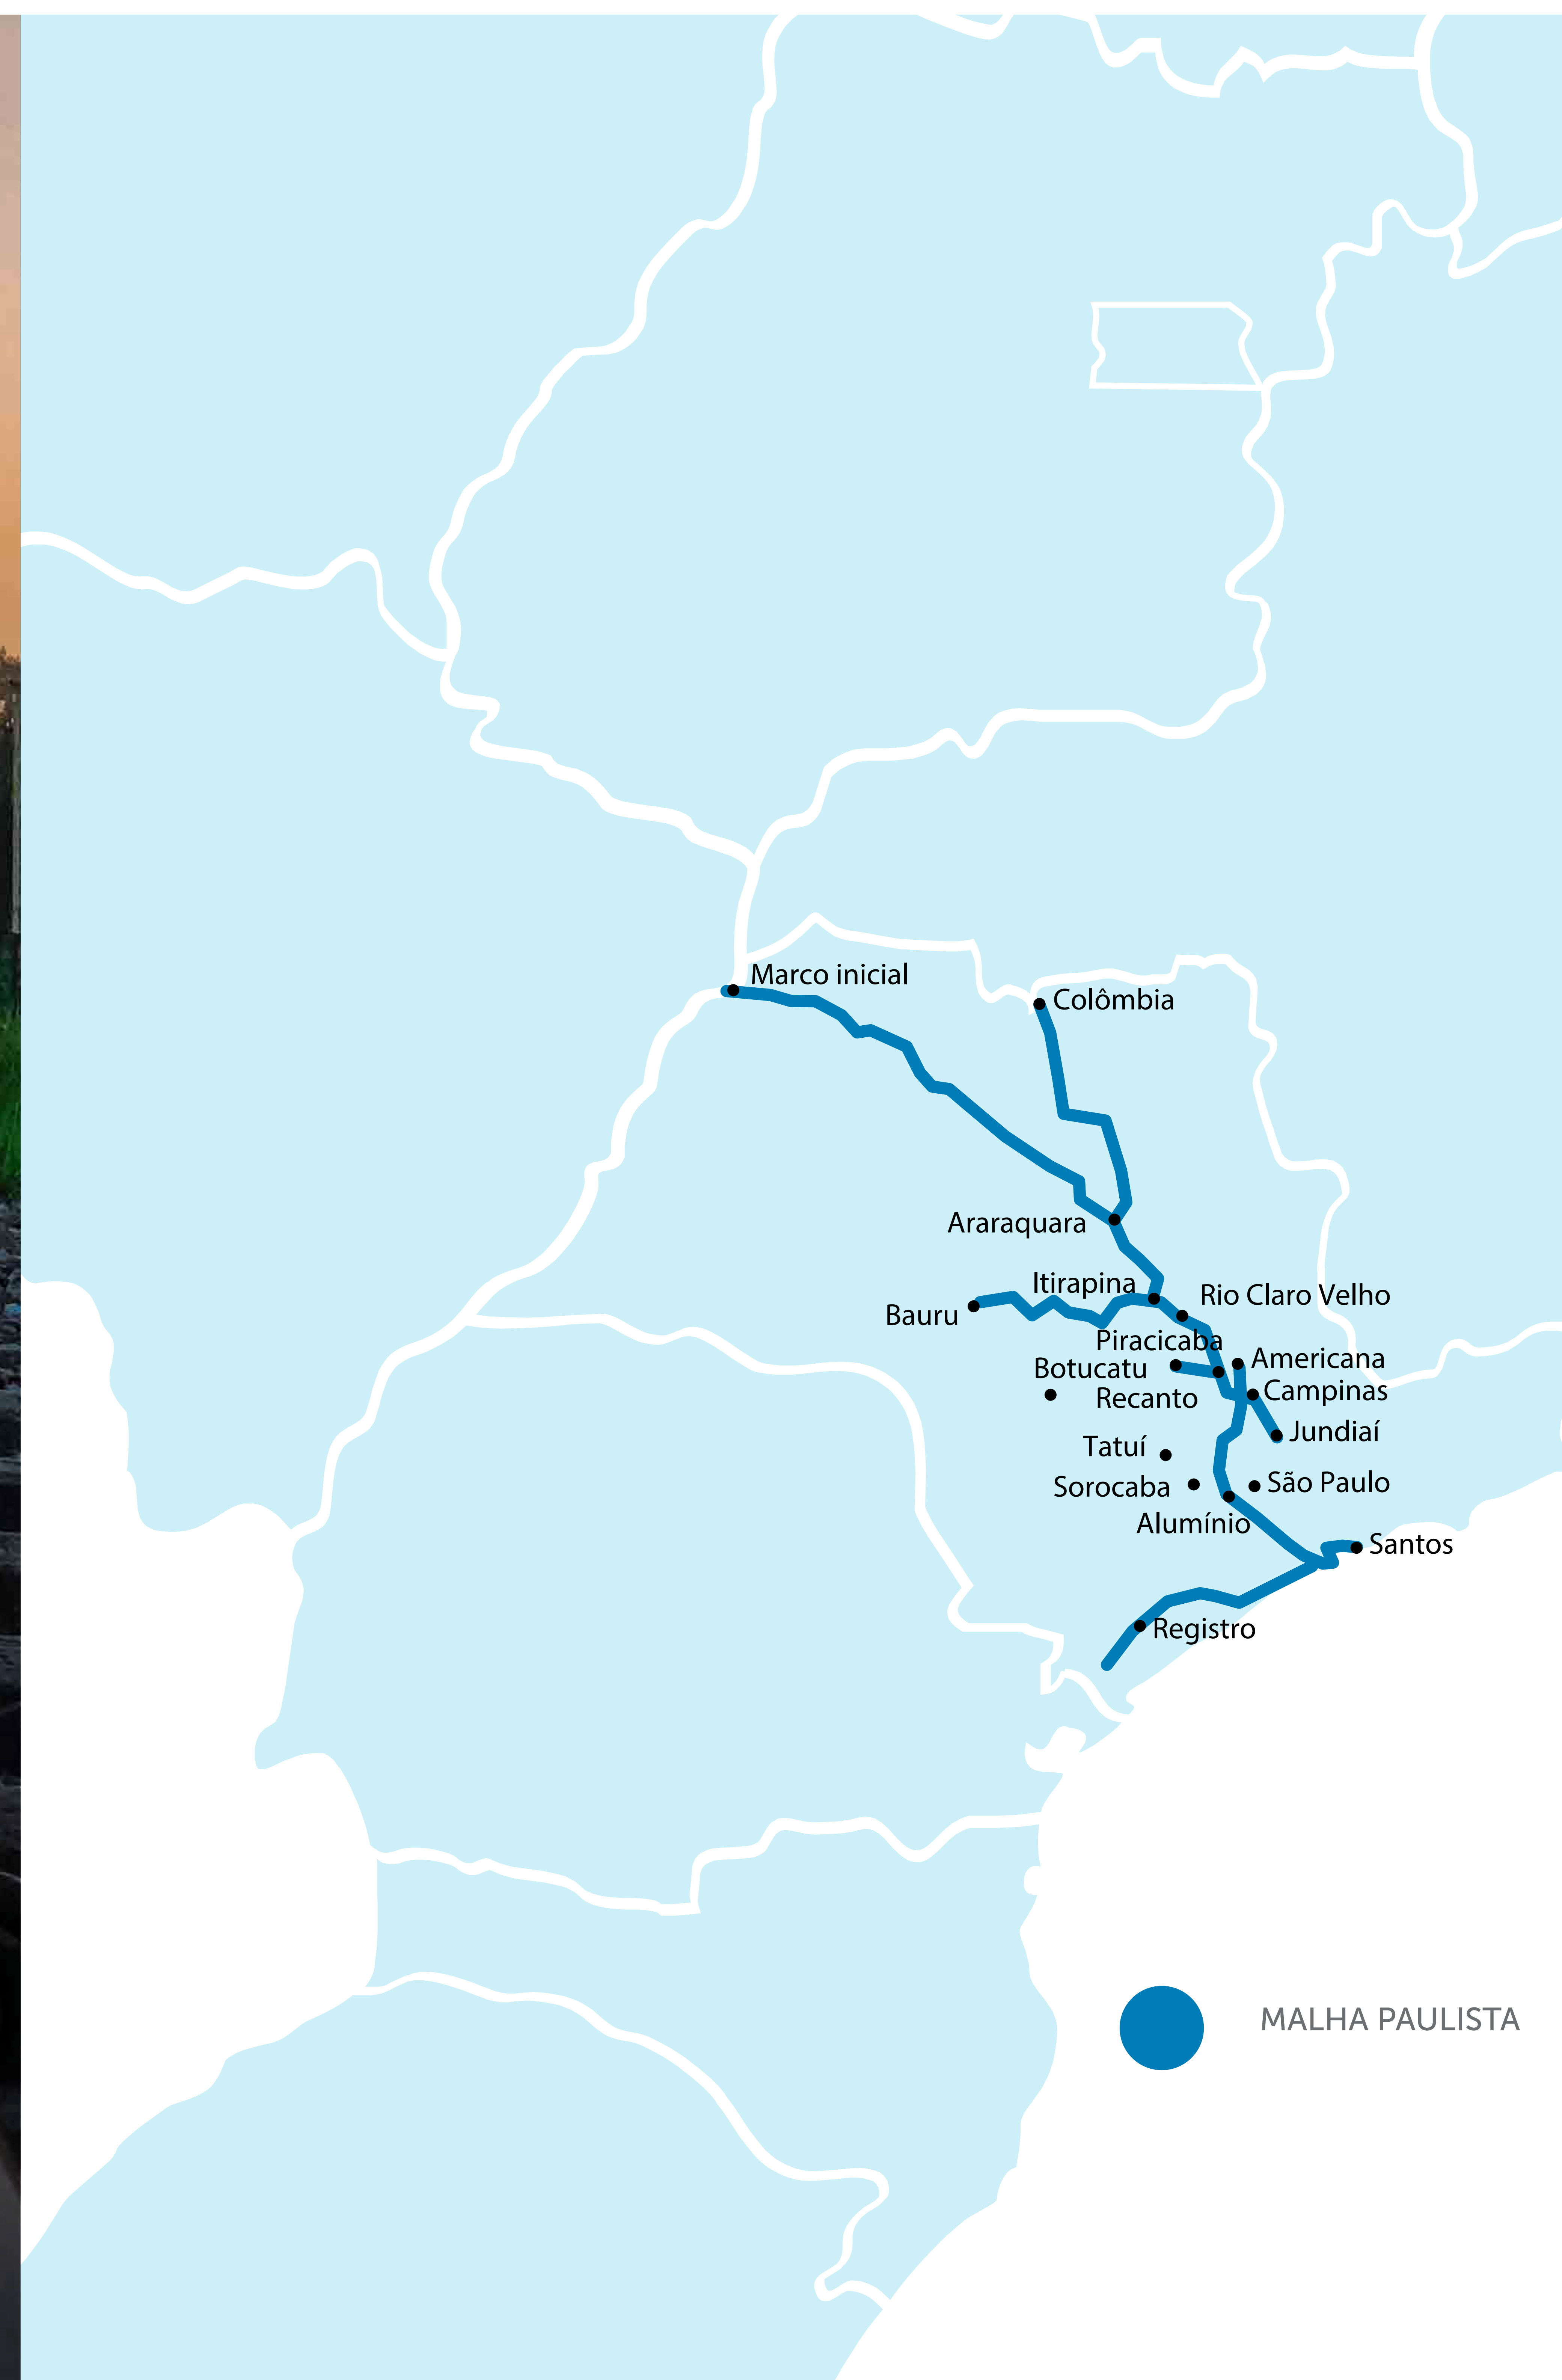 Marco inicial
Colômbia
Araraquara
Itirapina
Rio Claro Velho
Bauru
Piracicaba
Americana
Botucatu
Campinas
Recanto
Jundiaí
Tatuí
São Paulo
Sorocaba
Alumínio
Santos
Registro
MALHA PAULISTA